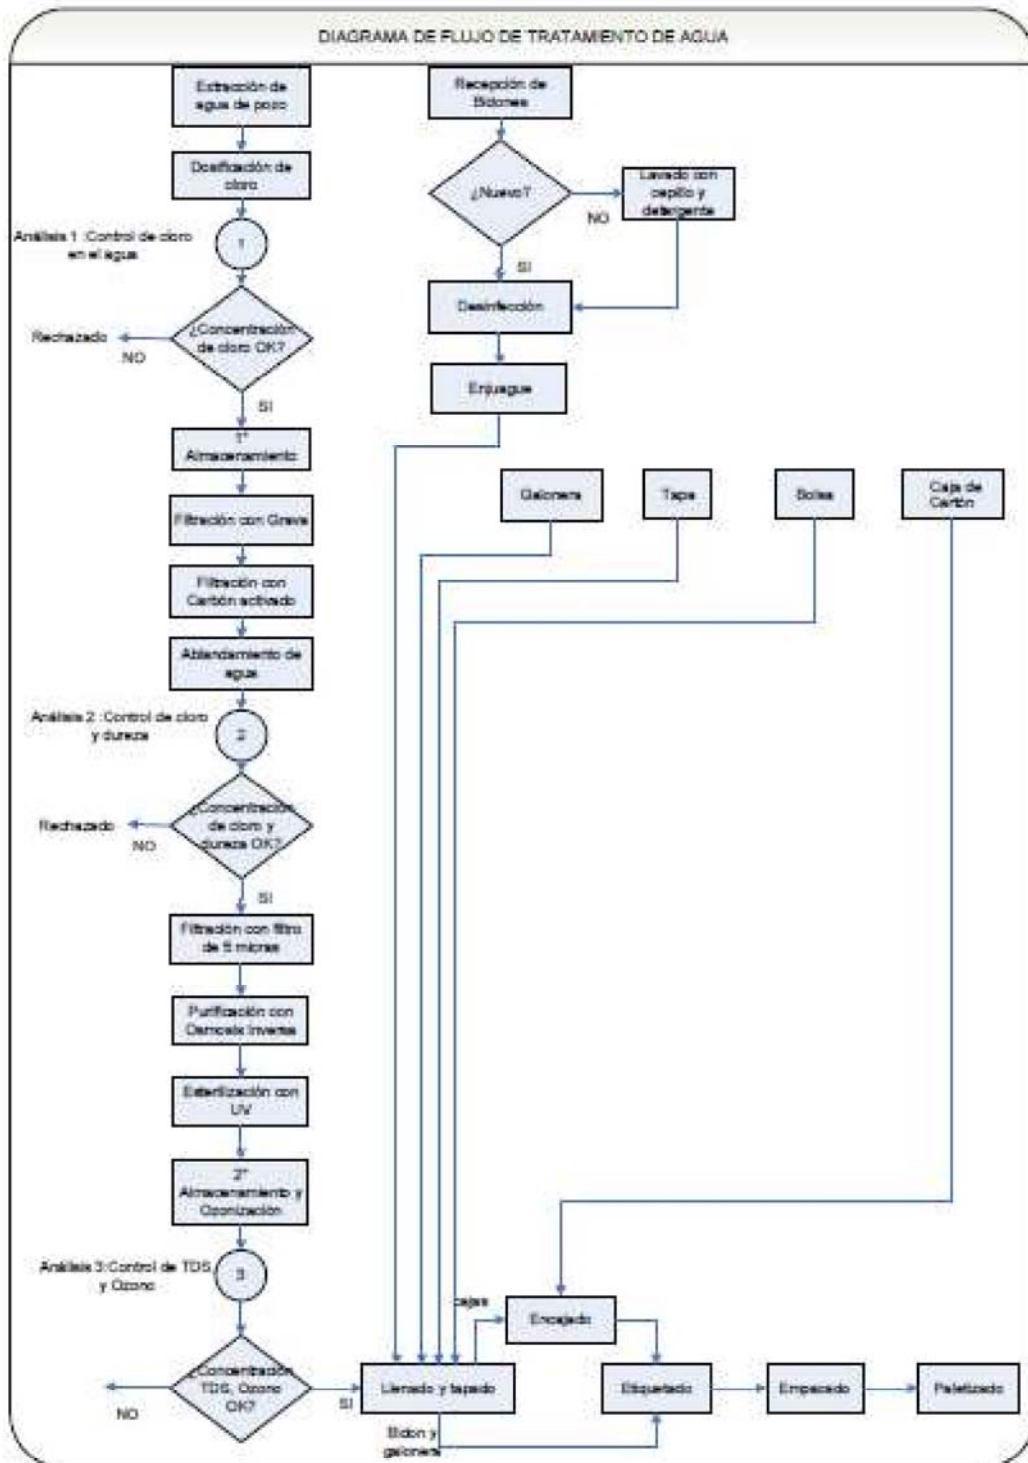 DIAGRAMA DE FLUJO DE TRATAMIENTO DE AGUA
Extracción de
agua de pozo
Dosificación de
cloro
Análisis 1 :Control de cloro
en el agua
1
¿Concentración
de cloro OK?
Rechazado
NO
SI
1°
Almacenamiento
Filtración con Grava
Filtración con
Carbón activado
Ablandamiento de
agua
Análisis 2 :Control de cloro
y dureza
2
¿Concentración
de cloro y
dureza OK?
Rechazado
NO
SI
Filtración con filtro
de 5 micras
Purificación con
Osmosis Inversa
Esterilización con
UV
2°
Almacenamiento y
Ozonización
Análisis 3:Control de TDS
y Ozono
3
¿Concentración
TDS, Ozono
OK?
NO
SI
Recepción de
Bidones
¿Nuevo?
NO
Lavado con
cepillo y
detergente
SI
Desinfección
Enjuague
Galonera
Tapa
Bolsa
Caja de
Cartón
cajas
Encajado
Llenado y tapado
Bidon y
galonera
Etiquetado
Empacado
Paletizado